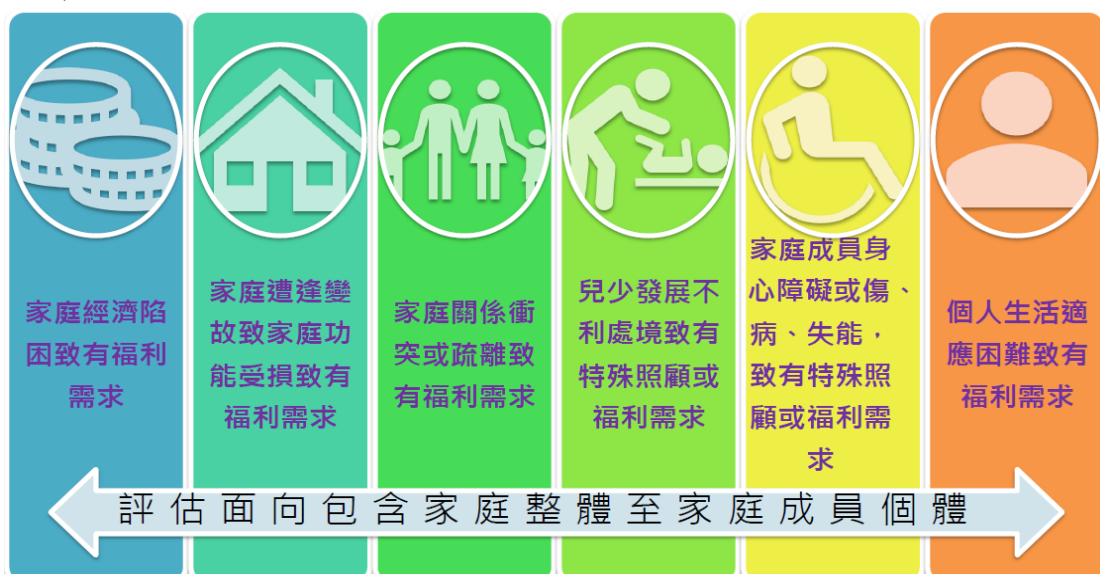 家庭經濟陷
困致有福利
需求
家庭遭逢變
故致家庭功
能受損致有
福利需求
家庭關係衝
突或疏離致
有福利需求
兒少發展不
利處境致有
特殊照顧或
福利需求
家庭成員身
心障礙或傷、
病、失能，
致有特殊照
顧或福利需
求
個人生活適
應困難致有
福利需求
評估面向包含家庭整體至家庭成員個體